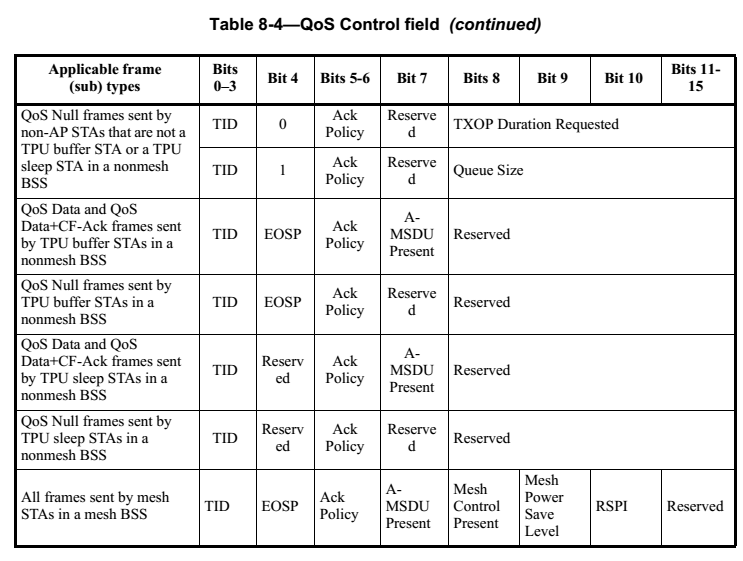 Table 8-4—QoS Control field (continued)
Applicable frame
(sub) types
Bits
0–3
Bit 4
Bits 5-6
Bit 7
Bits 8
Bit 9
Bit 10
Bits 11-
15
QoS Null frames sent by
non-AP STAs that are not a
TPU buffer STA or a TPU
sleep STA in a nonmesh
BSS
TID
0
Ack
Policy
Reserve
d
TXOP Duration Requested
TID
1
Ack
Policy
Reserve
d
Queue Size
QoS Data and QoS
Data+CF-Ack frames sent
by TPU buffer STAs in a
nonmesh BSS
TID
EOSP
Ack
Policy
A-
MSDU
Present
Reserved
QoS Null frames sent by
TPU buffer STAs in a
nonmesh BSS
TID
EOSP
Ack
Policy
Reserve
d
Reserved
QoS Data and QoS
Data+CF-Ack frames sent
by TPU sleep STAs in a
nonmesh BSS
TID
Reserv
ed
Ack
Policy
A-
MSDU
Present
Reserved
QoS Null frames sent by
TPU sleep STAs in a
nonmesh BSS
TID
Reserv
ed
Ack
Policy
Reserve
d
Reserved
All frames sent by mesh
STAs in a mesh BSS
TID
EOSP
Ack
Policy
A-
MSDU
Present
Mesh
Control
Present
Mesh
Power
Save
Level
RSPI
Reserved